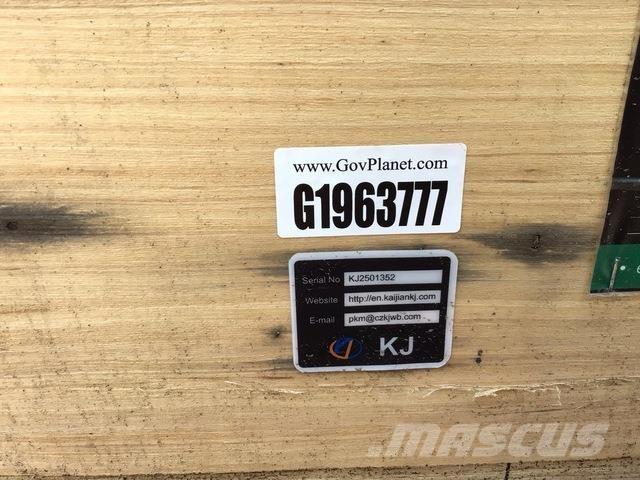 www.GovPlanet.com
G1963777
Serial No KJ2501352
Website http://en.kaijiankj.com
E-mail pkm@czkjwb.com
KJ
MASCUS